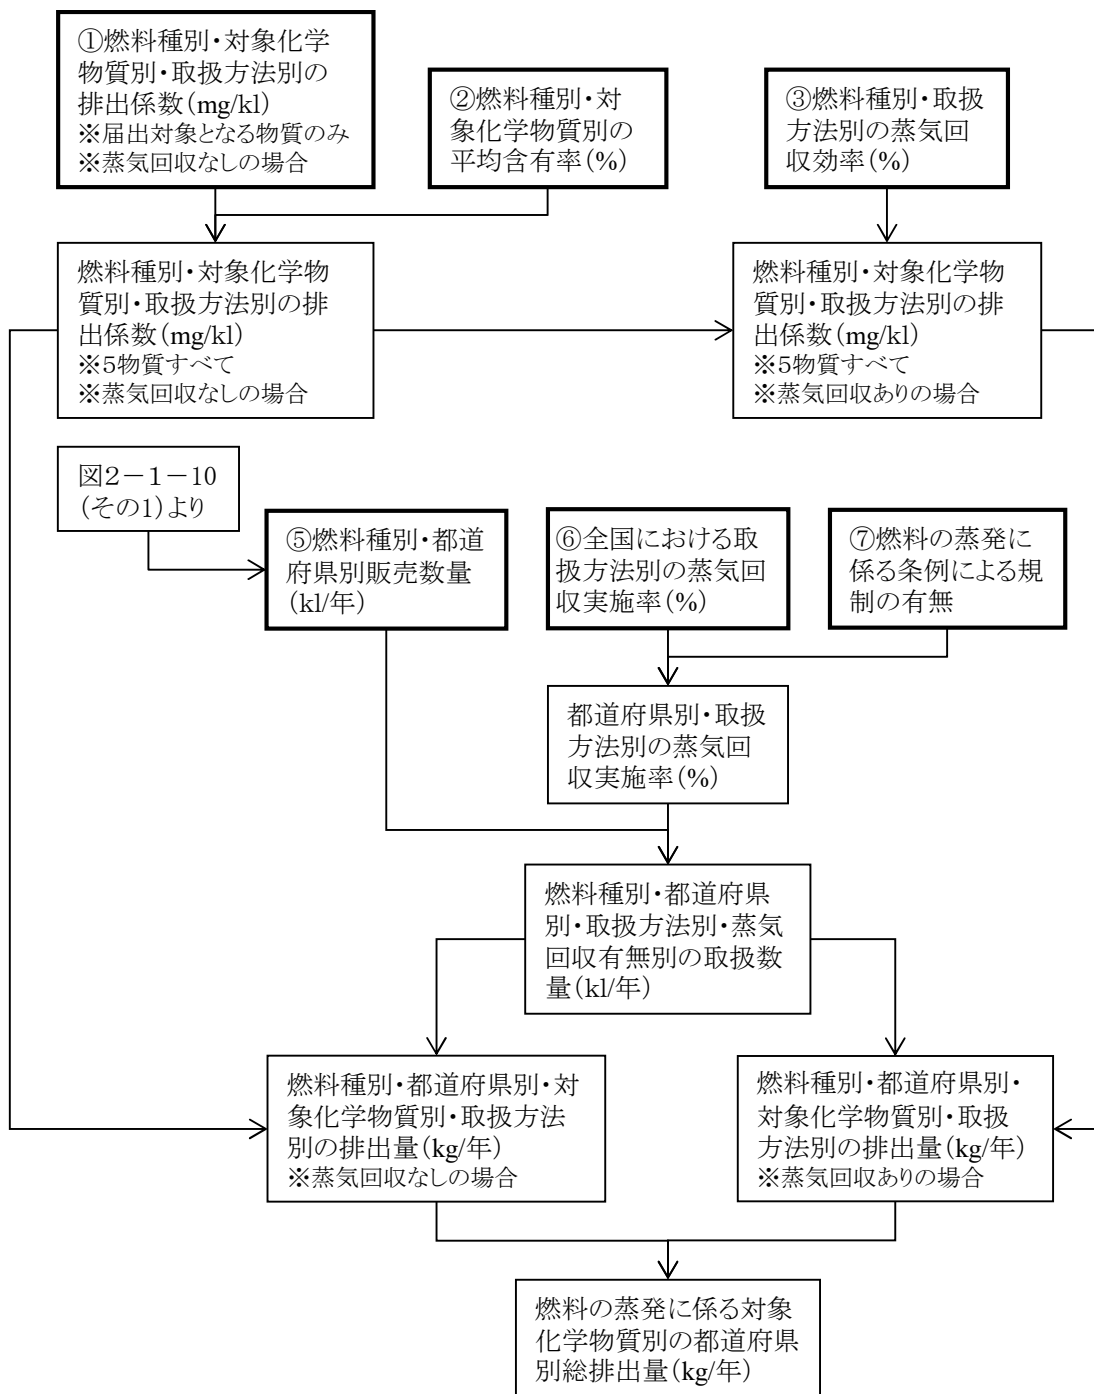 ①燃料種別・対象化学
物質別・取扱方法別の
排出係数(mg/kl)
※届出対象となる物質のみ
※蒸気回収なしの場合
②燃料種別・対
象化学物質別の
平均含有率(%)
③燃料種別・取扱
方法別の蒸気回
収効率(%)
燃料種別・対象化学物
質別・取扱方法別の排
出係数(mg/kl)
※5物質すべて
※蒸気回収なしの場合
燃料種別・対象化学物
質別・取扱方法別の排
出係数(mg/kl)
※5物質すべて
※蒸気回収ありの場合
図2-1-10
(その1)より
⑤燃料種別・都道
府県別販売数量
(kl/年)
⑥全国における取
扱方法別の蒸気回
収実施率(%)
⑦燃料の蒸発に
係る条例による規
制の有無
都道府県別・取扱
方法別の蒸気回
収実施率(%)
燃料種別・都道府県
別・取扱方法別・蒸気
回収有無別の取扱数
量(kl/年)
燃料種別・都道府県別・対
象化学物質別・取扱方法
別の排出量(kg/年)
※蒸気回収なしの場合
燃料種別・都道府県別・
対象化学物質別・取扱
方法別の排出量(kg/年)
※蒸気回収ありの場合
燃料の蒸発に係る対象
化学物質別の都道府県
別総排出量(kg/年)